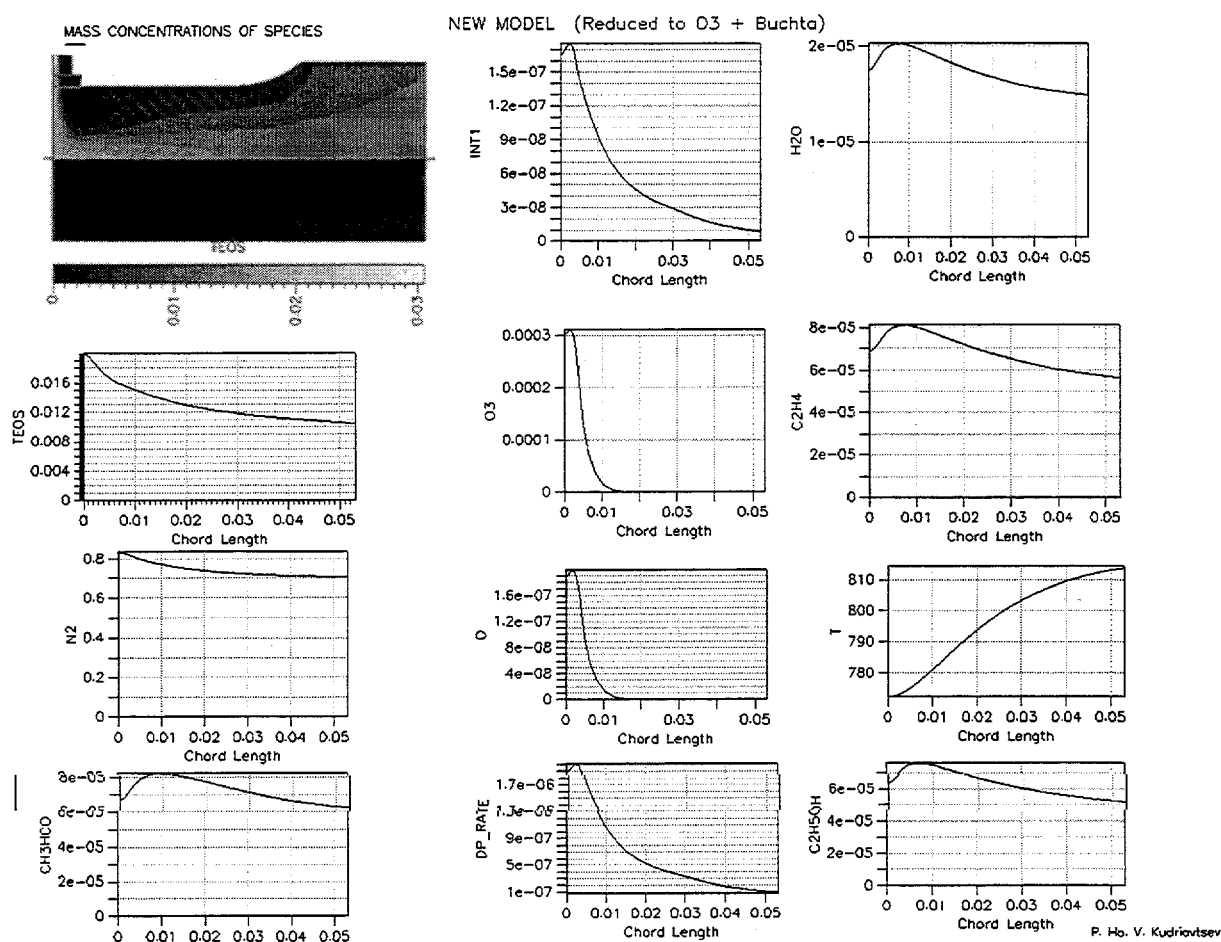 NEW MODEL (Reduced to O3 + Buchta)
MASS CONCENTRATIONS OF SPECIES
TEOS
0
0.01
0.02
0.03
1.5e-07
1.2e-07
9e-08
6e-08
3e-08
0
INT1
0 0.01 0.03 0.05
Chord Length
2e-05
1e-05
0
H2O
0 0.01 0.02 0.03 0.04 0.05
Chord Length
0.016
0.012
0.008
0.004
0
TEOS
0 0.01 0.02 0.03 0.04 0.05
Chord Length
0.0003
0.0002
0.0001
0
O3
0 0.01 0.02 0.03 0.04 0.05
Chord Length
8e-05
6e-05
4e-05
2e-05
0
C2H4
0 0.01 0.02 0.03 0.04 0.05
Chord Length
0.8
0.6
0.4
0.2
0
N2
0 0.01 0.02 0.03 0.04 0.05
Chord Length
1.6e-07
1.2e-07
8e-08
4e-08
0
O
0 0.01 0.03 0.05
Chord Length
810
800
790
780
T
0 0.01 0.02 0.03 0.04 0.05
Chord Length
8e-05
6e-05
4e-05
2e-05
0
CH3HCO
0 0.01 0.02 0.03 0.04 0.05
Chord Length
1.7e-06
1.3e-06
9e-07
5e-07
1e-07
DP_RATE
0 0.01 0.02 0.03 0.04 0.05
Chord Length
6e-05
4e-05
2e-05
0
C2H5OH
0 0.01 0.02 0.03 0.04 0.05
Chord Length
P. Ho, V. Kudriavtsev